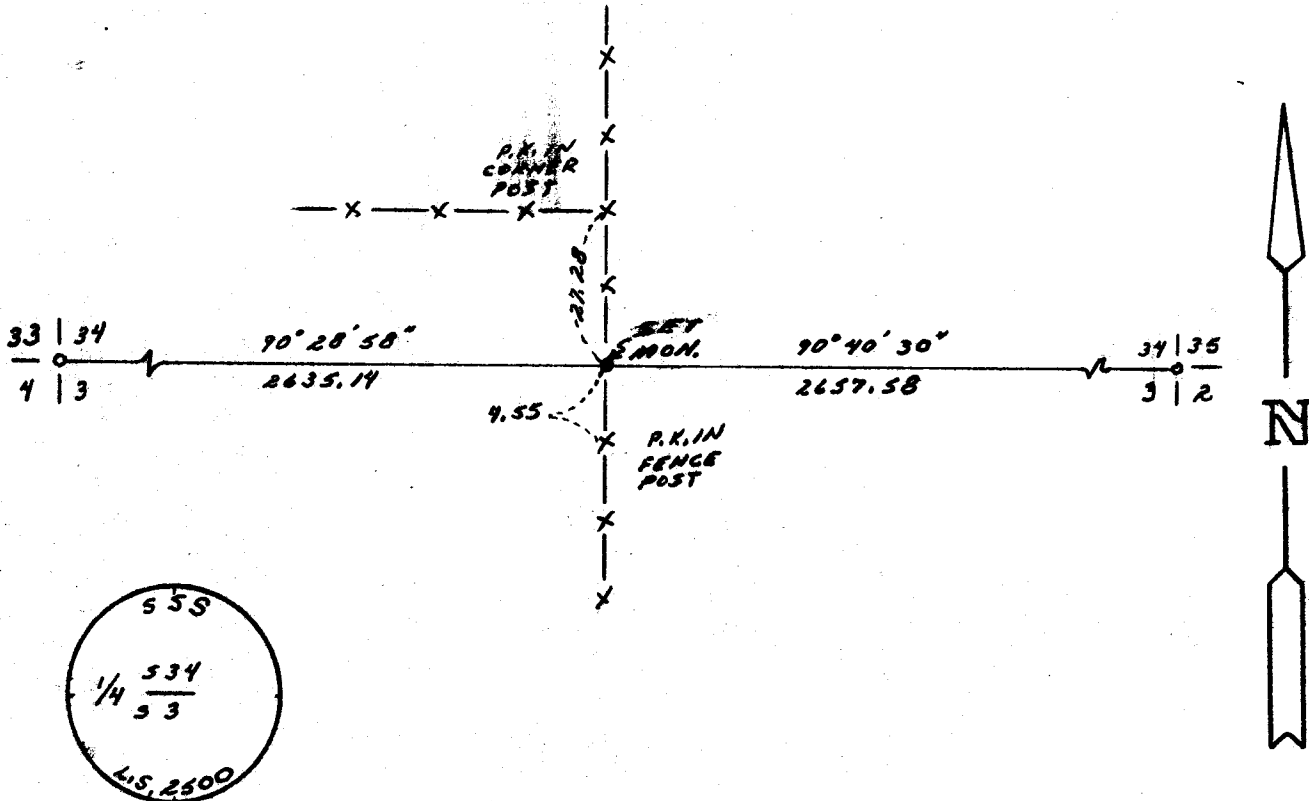 P.K. IN
CORNER
POST
27.28
33 | 34
4 | 3
90° 28' 58"
2635.14
SET
MON.
90° 40' 30"
2657.58
34 | 35
3 | 2
4.55
P.K. IN
FENCE
POST
N
S S S
1/4 S 34
S 3
L.S. 2500